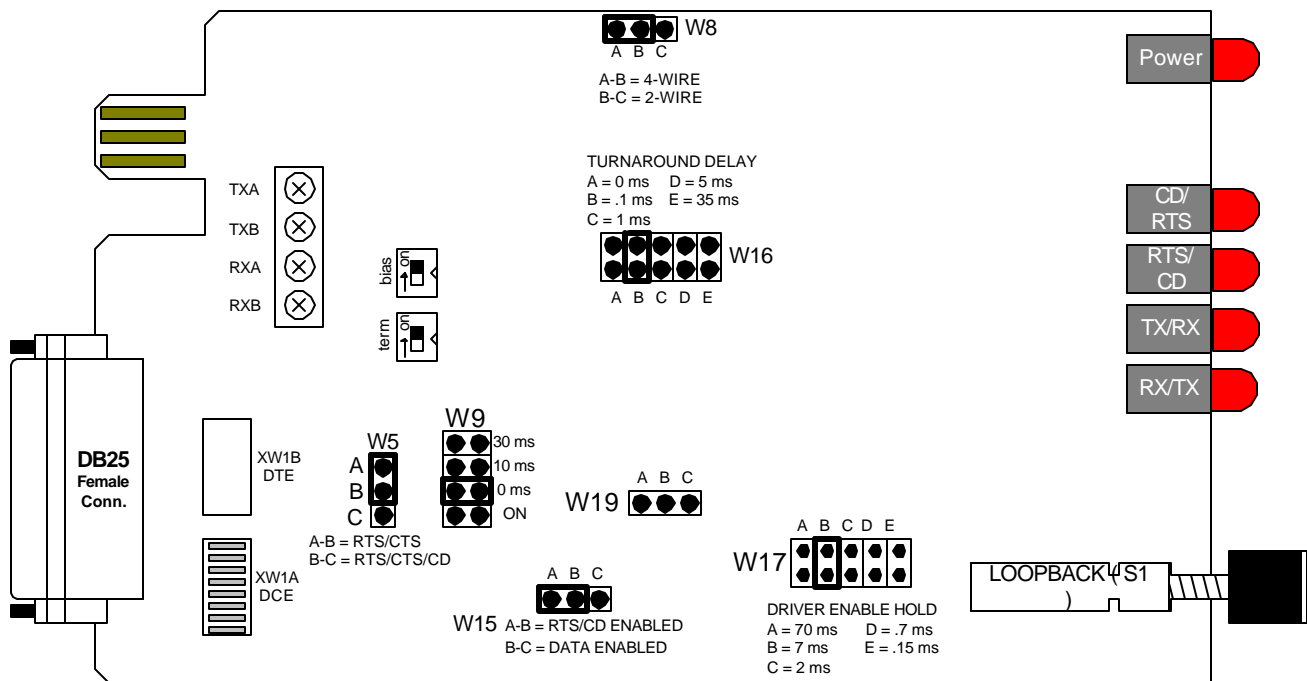 W8
A B C
A-B = 4-WIRE
B-C = 2-WIRE
Power
TURNAROUND DELAY
A = 0 ms D = 5 ms
B = .1 ms E = 35 ms
C = 1 ms
W16
A B C D E
CD/
RTS
RTS/
CD
TX/RX
RX/TX
TXA
TXB
RXA
RXB
bias
on
term
on
DB25
Female
Conn.
XW1B
DTE
XW1A
DCE
W5
A
B
C
A-B = RTS/CTS
B-C = RTS/CTS/CD
W9
30 ms
10 ms
0 ms
ON
W19
A B C
W15
A B C
A-B = RTS/CD ENABLED
B-C = DATA ENABLED
W17
A B C D E
DRIVER ENABLE HOLD
A = 70 ms D = .7 ms
B = 7 ms E = .15 ms
C = 2 ms
LOOPBACK ( S1
)